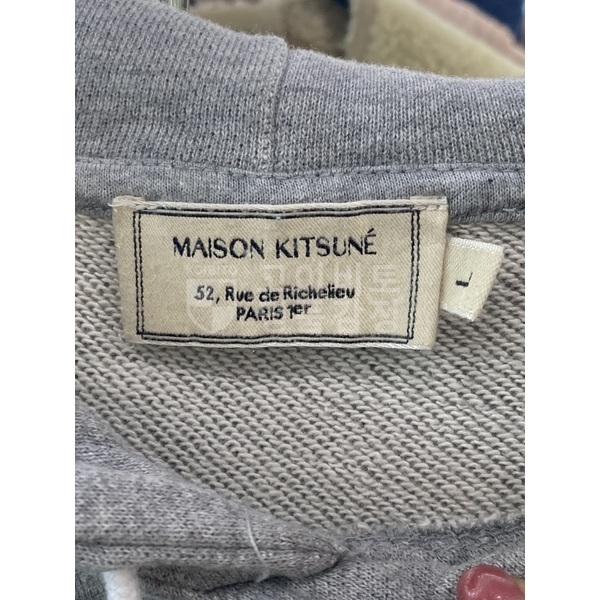 MAISON KITSUNÉ
52, Rue de Richelieu
PARIS 1er
L